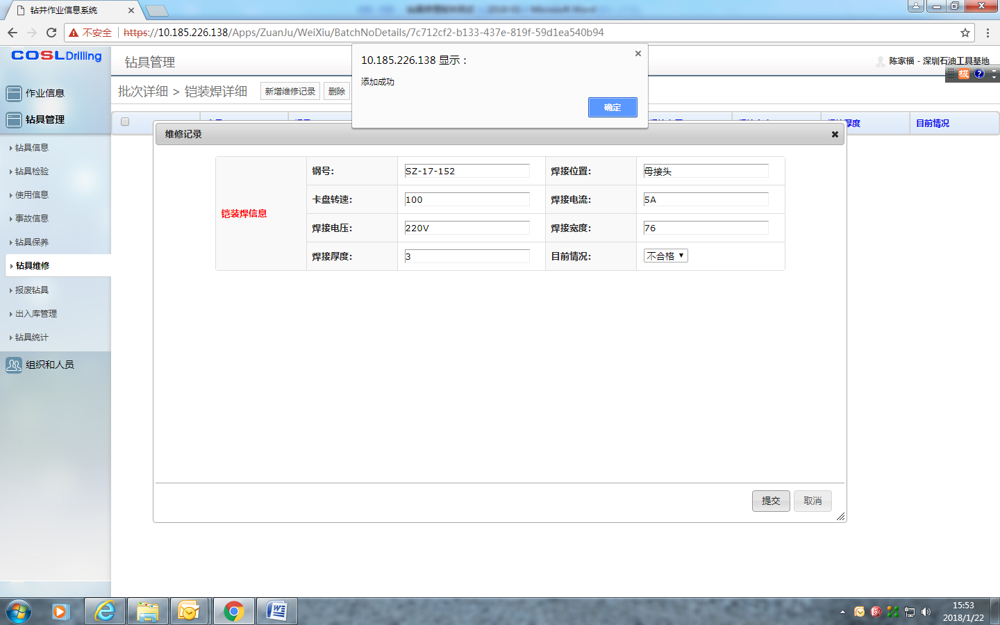 钻井作业信息系统
不安全 https://10.185.226.138/Apps/ZuanJu/WeiXiu/BatchNoDetails/7c712cf2-b133-437e-819f-59d1ea540b94
COSL Drilling
钻具管理
陈家福 - 深圳石油工具基地
10.185.226.138 显示：
添加成功
确定
批次详细 > 铠装焊详细
新增维修记录
删除
厚度
目前情况
作业信息
钻具管理
钻具信息
钻具检验
使用信息
事故信息
钻具保养
钻具维修
报废钻具
出入库管理
钻具统计
组织和人员
维修记录
铠装焊信息
钢号: SZ-17-152 焊接位置: 母接头
卡盘转速: 100 焊接电流: 5A
焊接电压: 220V 焊接宽度: 76
焊接厚度: 3 目前情况: 不合格
提交
取消
15:53
2018/1/22